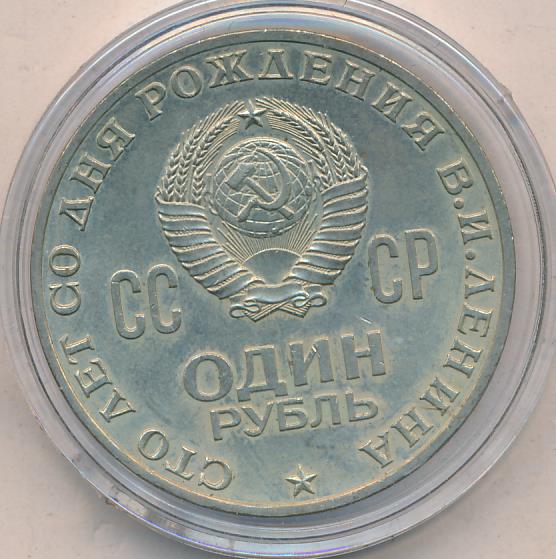 СТО ЛЕТ СО ДНЯ РОЖДЕНИЯ В.И.ЛЕНИНА
СС СР
ОДИН
РУБЛЬ